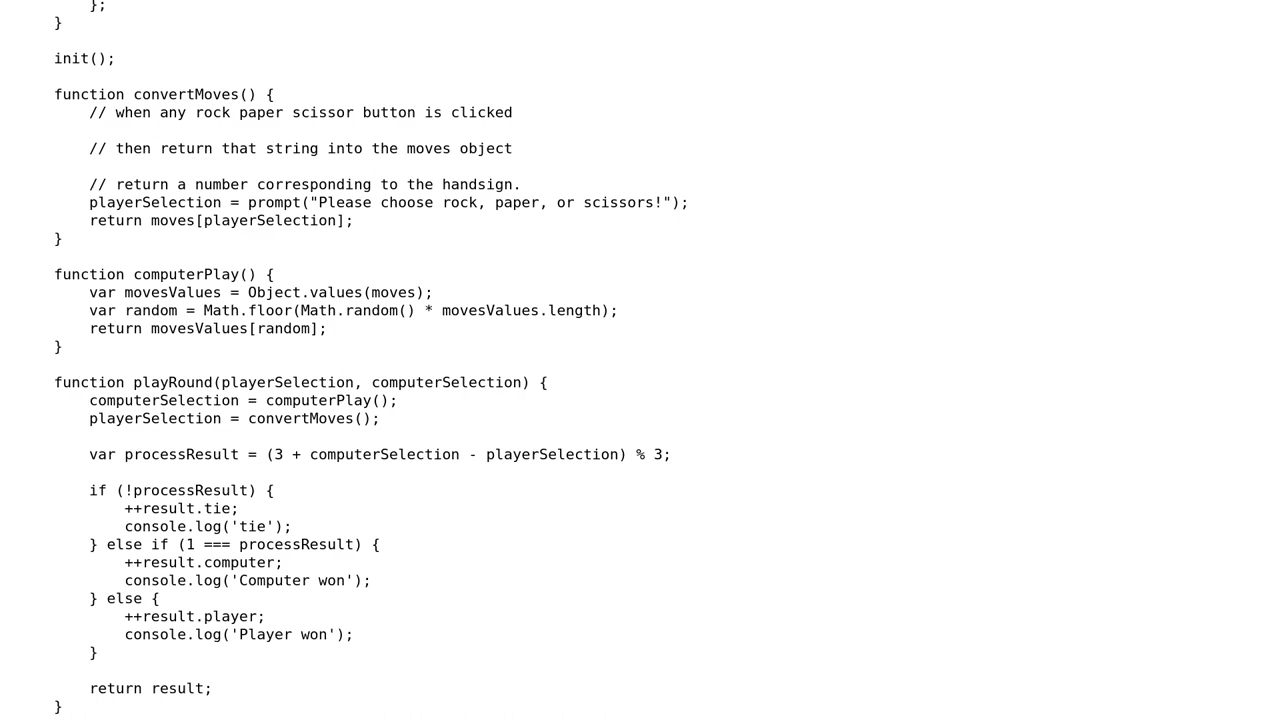 };
}
init();
function convertMoves() {
// when any rock paper scissor button is clicked
// then return that string into the moves object
// return a number corresponding to the handsign.
playerSelection = prompt("Please choose rock, paper, or scissors!");
return moves[playerSelection];
}
function computerPlay() {
var movesValues = Object.values(moves);
var random = Math.floor(Math.random() * movesValues.length);
return movesValues[random];
}
function playRound(playerSelection, computerSelection) {
computerSelection = computerPlay();
playerSelection = convertMoves();
var processResult = (3 + computerSelection - playerSelection) % 3;
if (!processResult) {
++result.tie;
console.log('tie');
} else if (1 === processResult) {
++result.computer;
console.log('Computer won');
} else {
++result.player;
console.log('Player won');
}
return result;
}